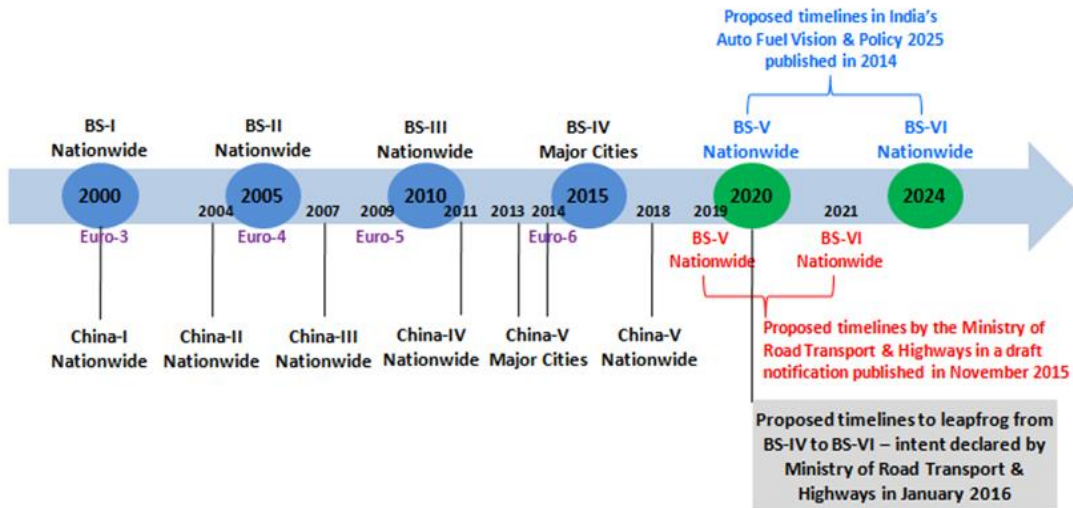 Proposed timelines in India's
Auto Fuel Vision & Policy 2025
published in 2014
BS-I
Nationwide
BS-II
Nationwide
BS-III
Nationwide
BS-IV
Major Cities
BS-V
Nationwide
BS-VI
Nationwide
2000
2005
2010
2015
2020
2024
2004
2007
2009
2011
2013
2014
2018
2019
2021
Euro-3
Euro-4
Euro-5
Euro-6
BS-V
Nationwide
BS-VI
Nationwide
China-I
Nationwide
China-II
Nationwide
China-III
Nationwide
China-IV
Nationwide
China-V
Major Cities
China-V
Nationwide
Proposed timelines by the Ministry of
Road Transport & Highways in a draft
notification published in November 2015
Proposed timelines to leapfrog from
BS-IV to BS-VI – intent declared by
Ministry of Road Transport &
Highways in January 2016